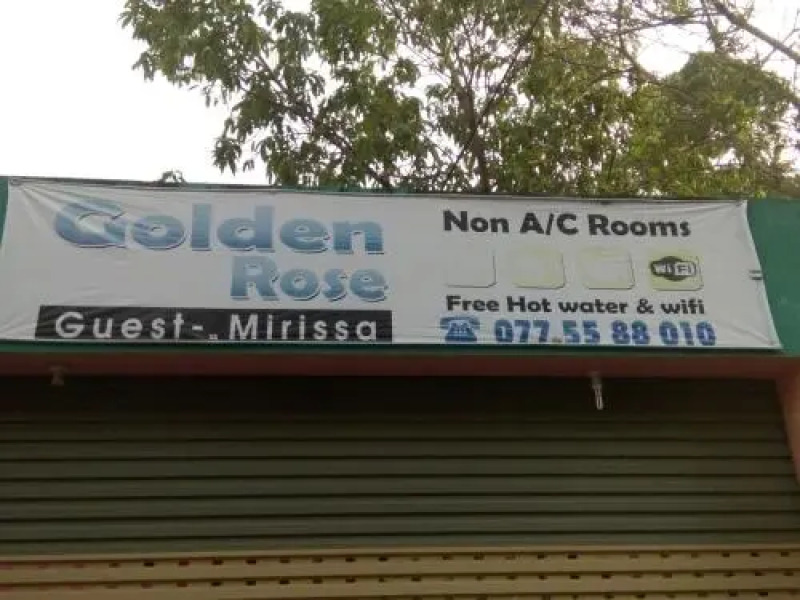 Golden
Rose
Guest- Mirissa
Non A/C Rooms
WiFi
Free Hot water & wifi
077 55 88 010